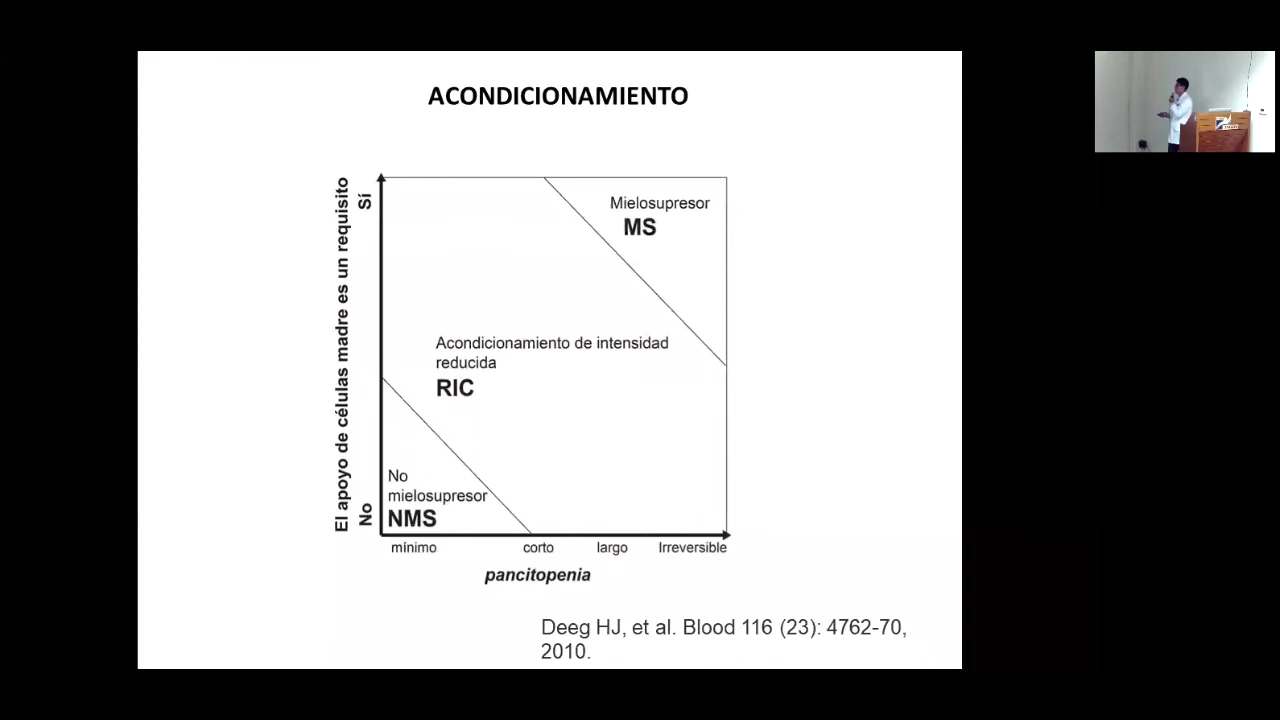 ACONDICIONAMIENTO
El apoyo de células madre es un requisito
Sí
No
Mielosupresor
MS
Acondicionamiento de intensidad
reducida
RIC
No
mielosupresor
NMS
mínimo
corto
largo
Irreversible
pancitopenia
Deeg HJ, et al. Blood 116 (23): 4762-70,
2010.